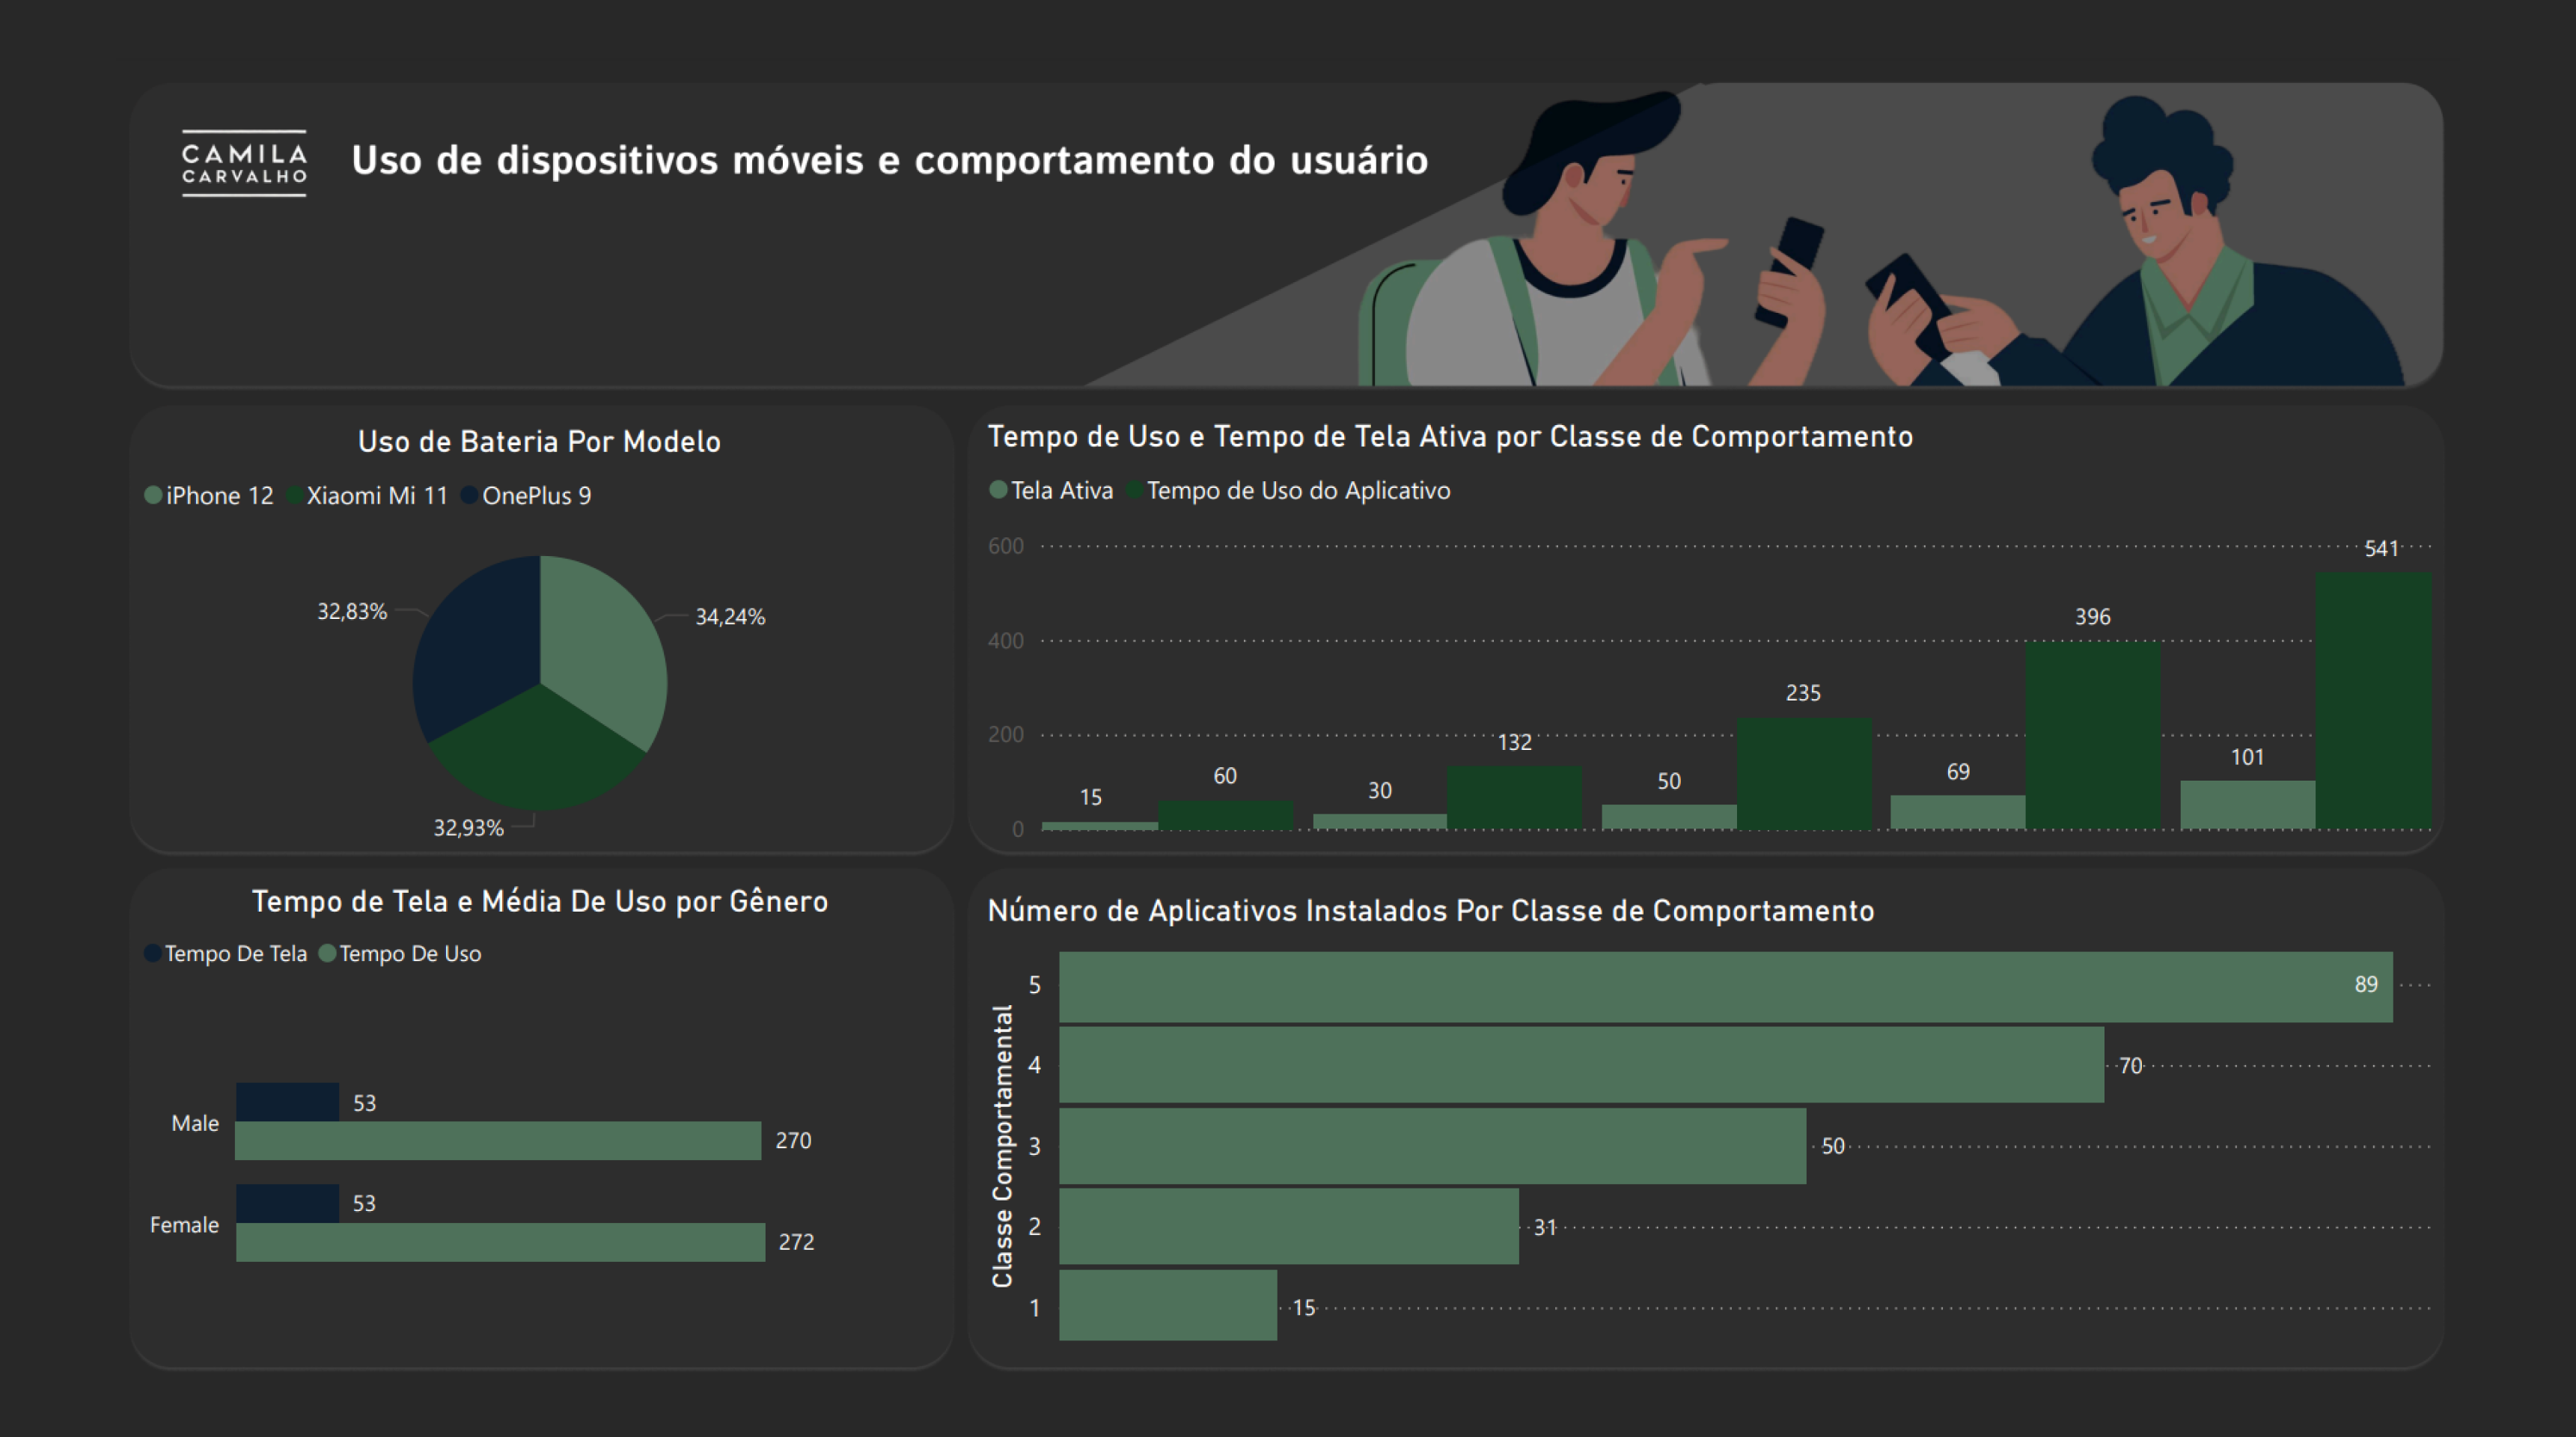 CAMILA
CARVALHO
Uso de dispositivos móveis e comportamento do usuário
Uso de Bateria Por Modelo
iPhone 12 Xiaomi Mi 11 OnePlus 9
32,83%
34,24%
32,93%
Tempo de Uso e Tempo de Tela Ativa por Classe de Comportamento
Tela Ativa Tempo de Uso do Aplicativo
600
400
200
0
15
60
30
132
50
235
69
396
101
541
Tempo de Tela e Média De Uso por Gênero
Tempo De Tela Tempo De Uso
Male
53
270
Female
53
272
Número de Aplicativos Instalados Por Classe de Comportamento
Classe Comportamental
5 89
4 70
3 50
2 31
1 15